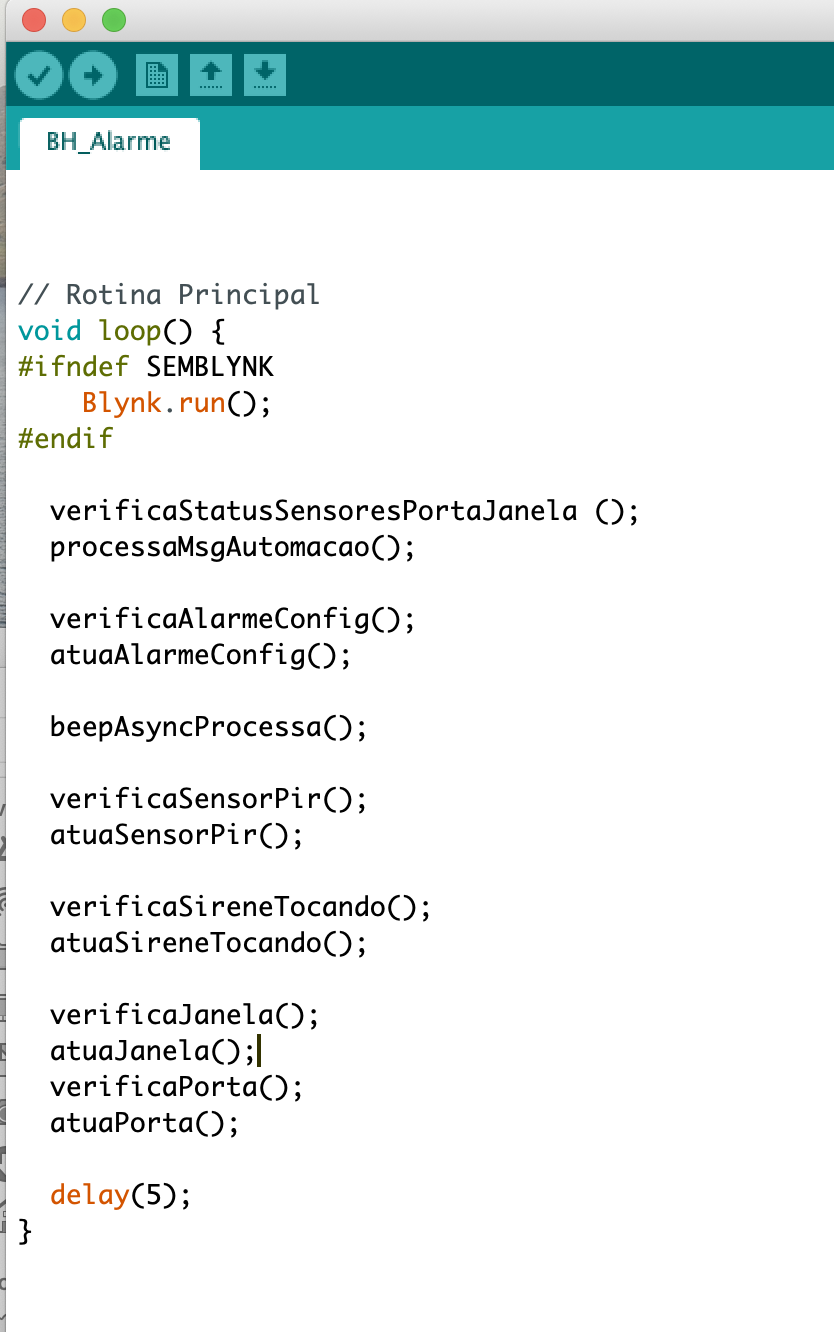 BH_Alarme
// Rotina Principal
void loop() {
#ifndef SEMBLYNK
    Blynk.run();
#endif
  verificaStatusSensoresPortaJanela ();
  processaMsgAutomacao();
  verificaAlarmeConfig();
  atuaAlarmeConfig();
  beepAsyncProcessa();
  verificaSensorPir();
  atuaSensorPir();
  verificaSireneTocando();
  atuaSireneTocando();
  verificaJanela();
  atuaJanela();
  verificaPorta();
  atuaPorta();
  delay(5);
}